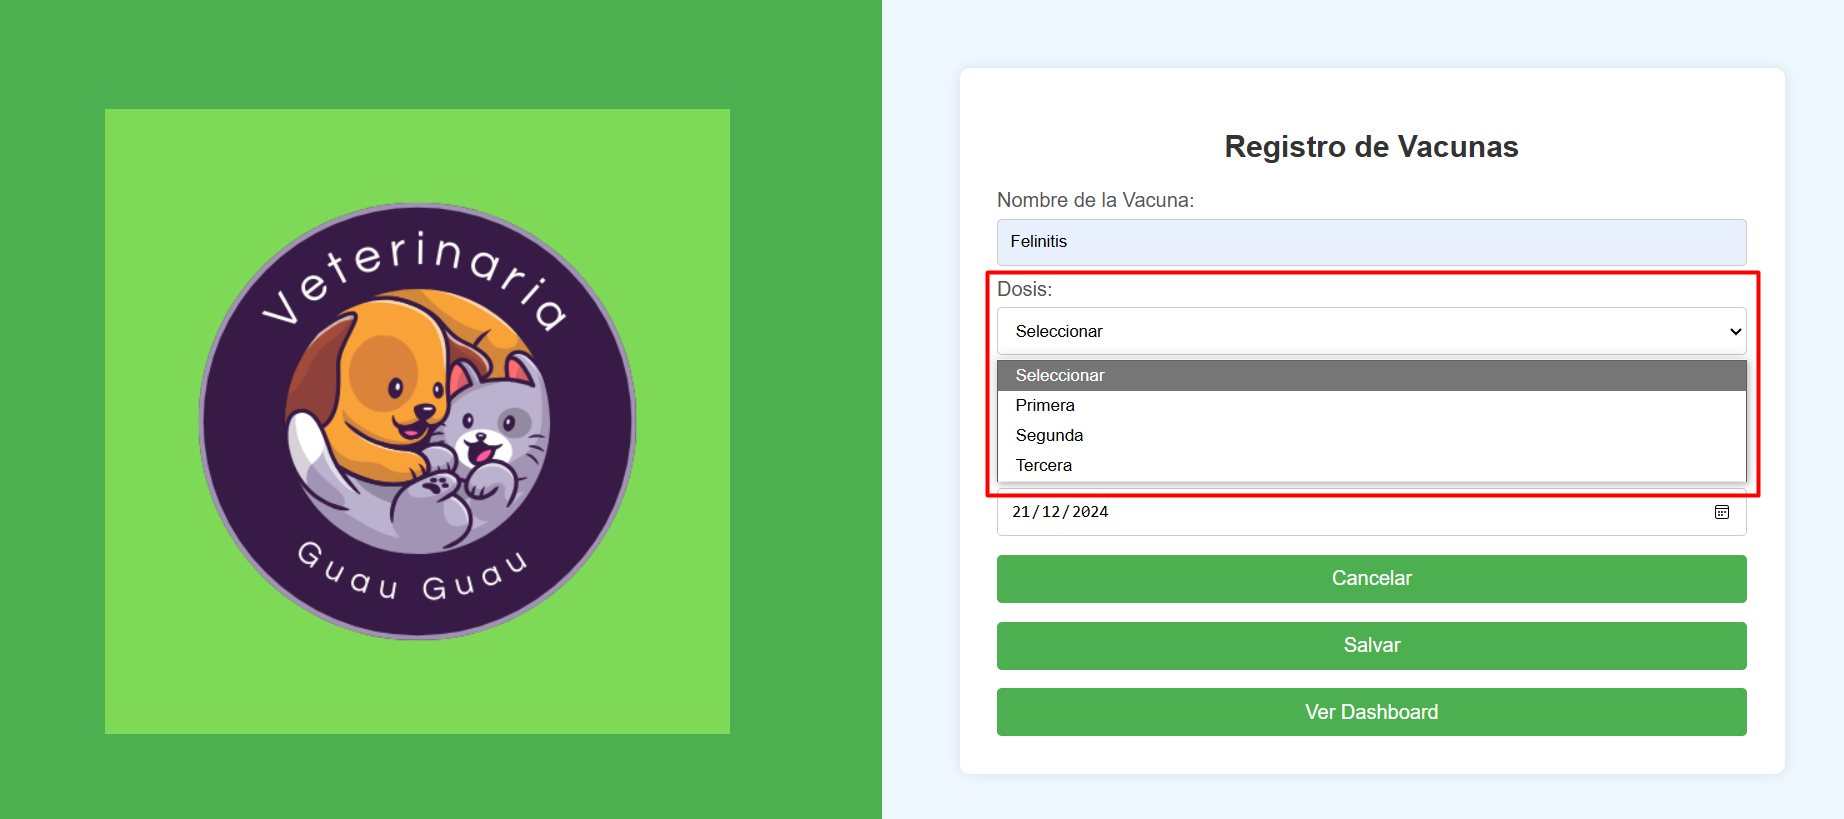 Veterinaria
Guau Guau
Registro de Vacunas
Nombre de la Vacuna:
Felinitis
Dosis:
Seleccionar
Seleccionar
Primera
Segunda
Tercera
21/12/2024
Cancelar
Salvar
Ver Dashboard